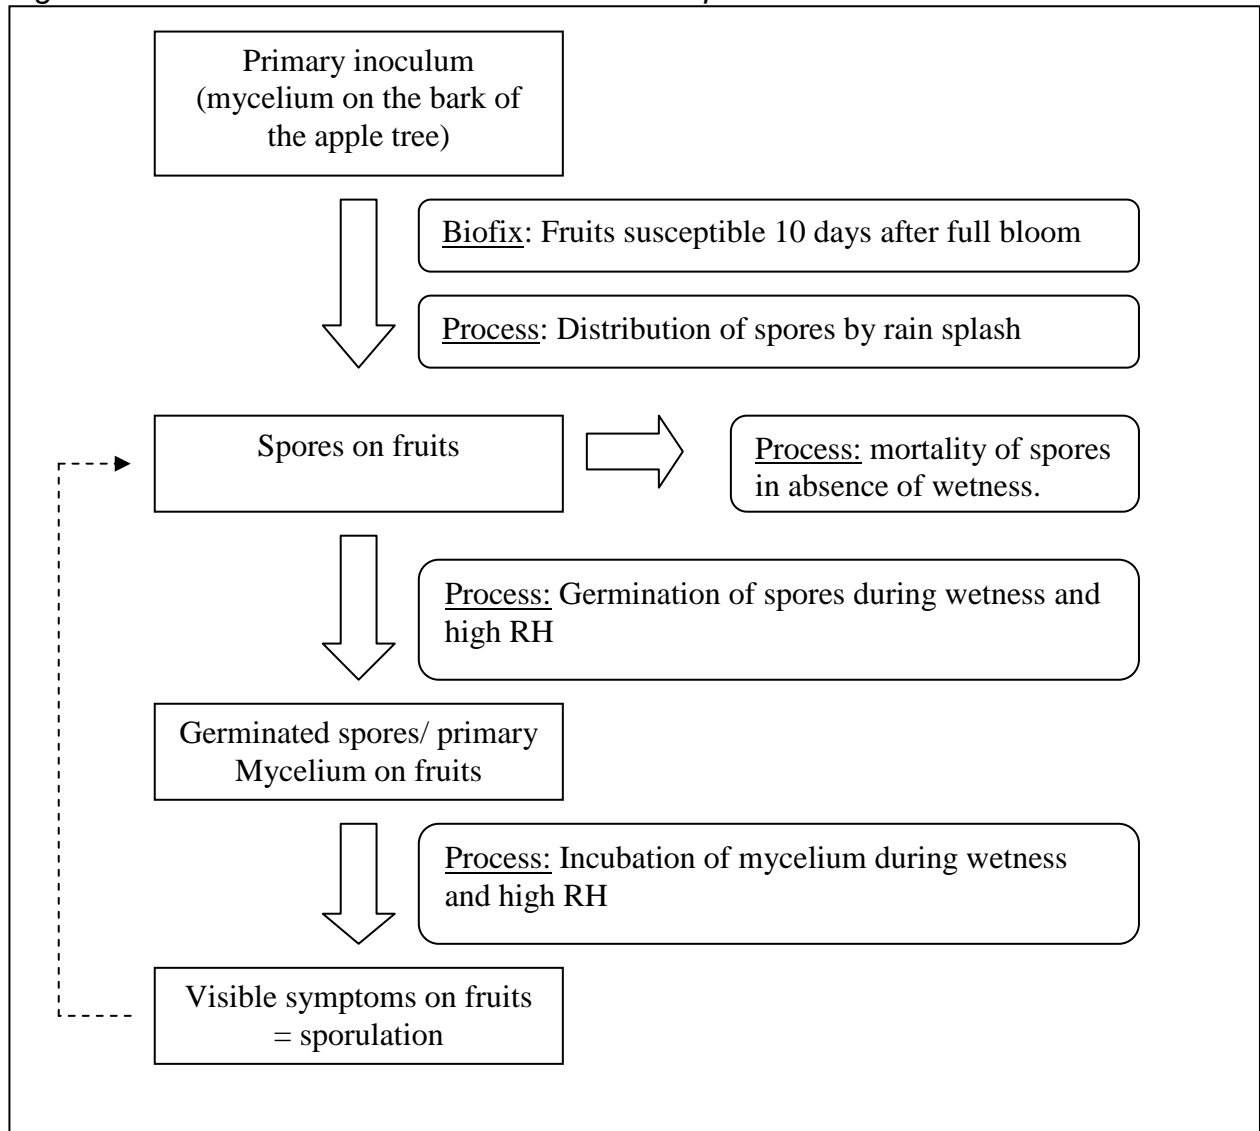 Primary inoculum
(mycelium on the bark of
the apple tree)
Biofix: Fruits susceptible 10 days after full bloom
Process: Distribution of spores by rain splash
Spores on fruits
Process: mortality of spores
in absence of wetness.
Process: Germination of spores during wetness and
high RH
Germinated spores/ primary
Mycelium on fruits
Process: Incubation of mycelium during wetness
and high RH
Visible symptoms on fruits
= sporulation